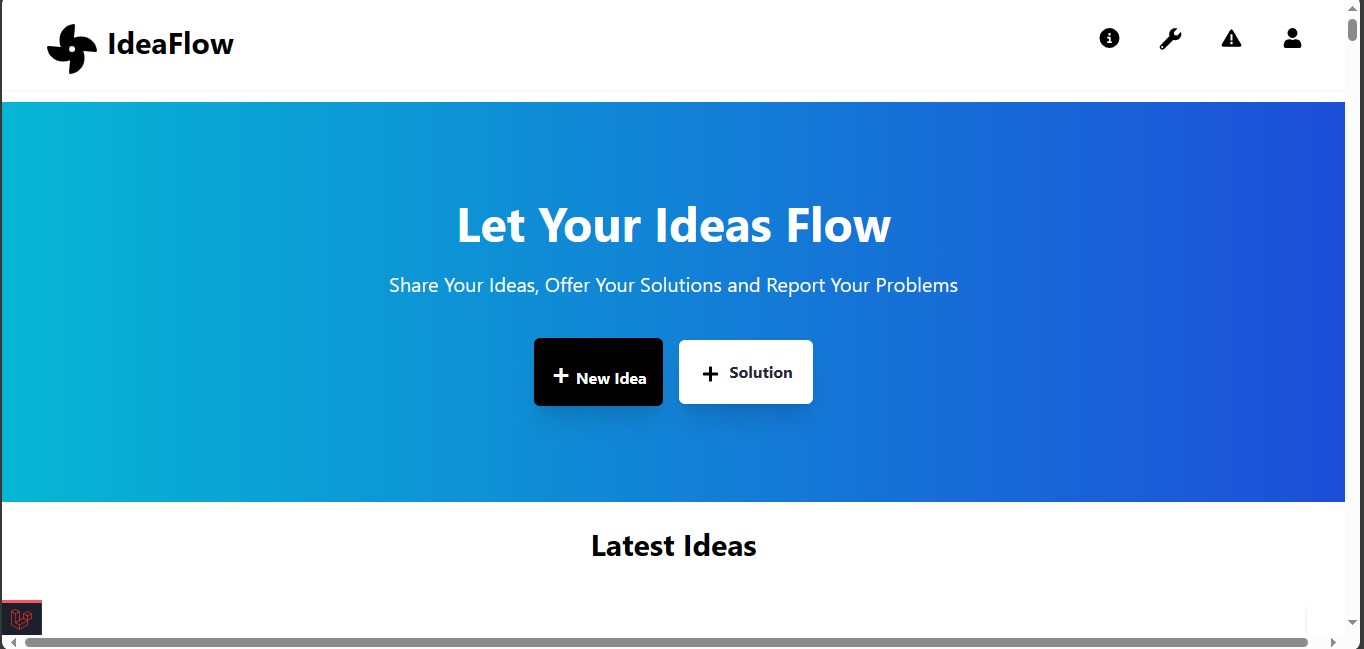 IdeaFlow
Let Your Ideas Flow
Share Your Ideas, Offer Your Solutions and Report Your Problems
New Idea
Solution
Latest Ideas